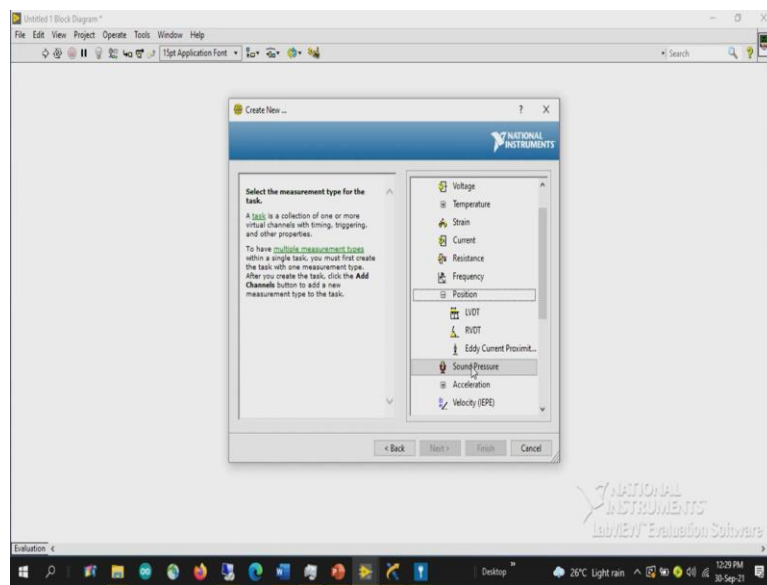 Untitled 1 Block Diagram *
File Edit View Project Operate Tools Window Help
15pt Application Font
Search
Create New ...
NATIONAL
INSTRUMENTS
Select the measurement type for the
task.
A task is a collection of one or more
virtual channels with timing, triggering,
and other properties.
To have multiple measurement types
within a single task, you must first create
the task with one measurement type.
After you create the task, click the Add
Channels button to add a new
measurement type to the task.
Voltage
Temperature
Strain
Current
Resistance
Frequency
Position
LVDT
RVDT
Eddy Current Proximit...
Sound Pressure
Acceleration
Velocity (IEPE)
< Back Next > Finish Cancel
NATIONAL
INSTRUMENTS
LabVIEW™ Evaluation Software
Evaluation
Desktop
26°C Light rain
12:29 PM
30-Sep-21